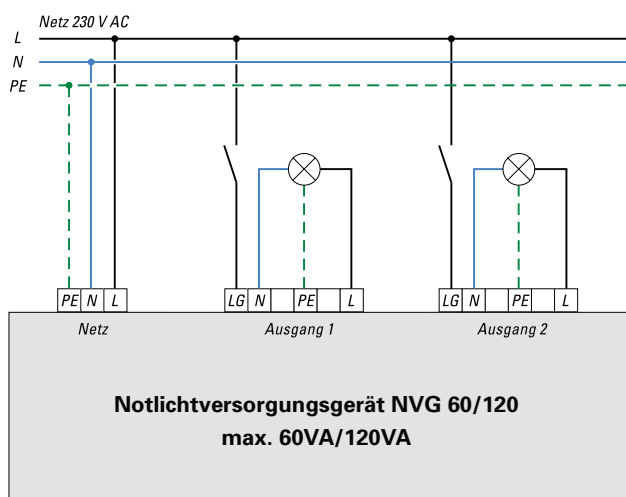 Netz 230 V AC
L
N
PE
PE N L
LG N PE L
LG N PE L
Netz
Ausgang 1
Ausgang 2
Notlichtversorgungsgerät NVG 60/120
max. 60VA/120VA